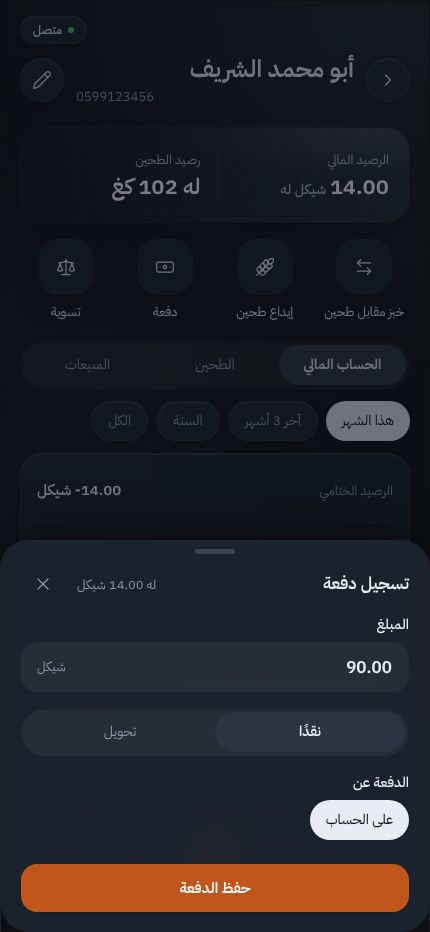 متصل
أبو محمد الشريف
0599123456
الرصيد المالي
14.00 شيكل له
رصيد الطحين
له 102 كغ
خبز مقابل طحين
إيداع طحين
دفعة
تسوية
الحساب المالي
الطحين
المبيعات
هذا الشهر
آخر 3 أشهر
السنة
الكل
الرصيد الختامي
14.00- شيكل
تسجيل دفعة
له 14.00 شيكل
المبلغ
90.00
شيكل
نقدًا
تحويل
الدفعة عن
على الحساب
حفظ الدفعة